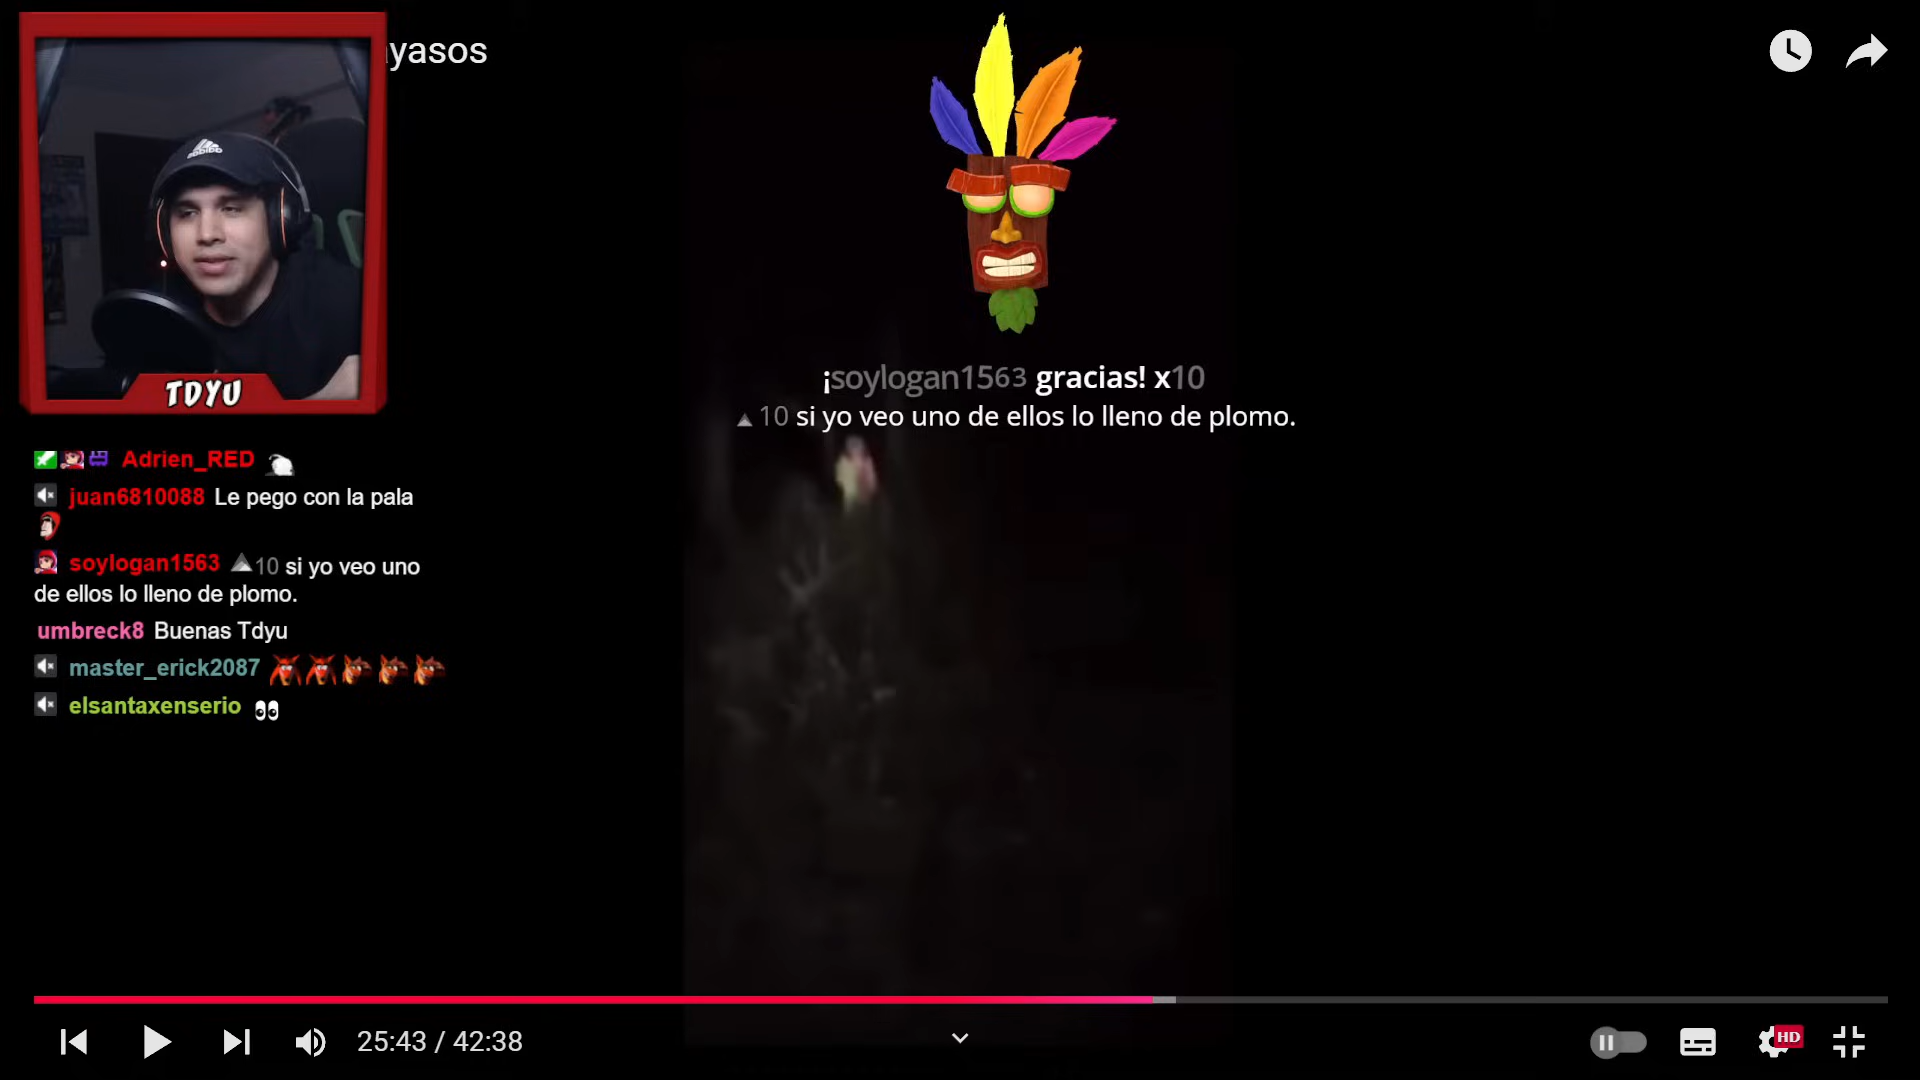 ayasos
TDYU
¡soylogan1563 gracias! x10
10 si yo veo uno de ellos lo lleno de plomo.
Adrien_RED
juan6810088 Le pego con la pala
soylogan1563 10 si yo veo uno
de ellos lo lleno de plomo.
umbreck8 Buenas Tdyu
master_erick2087
elsantaxenserio
25:43 / 42:38
HD